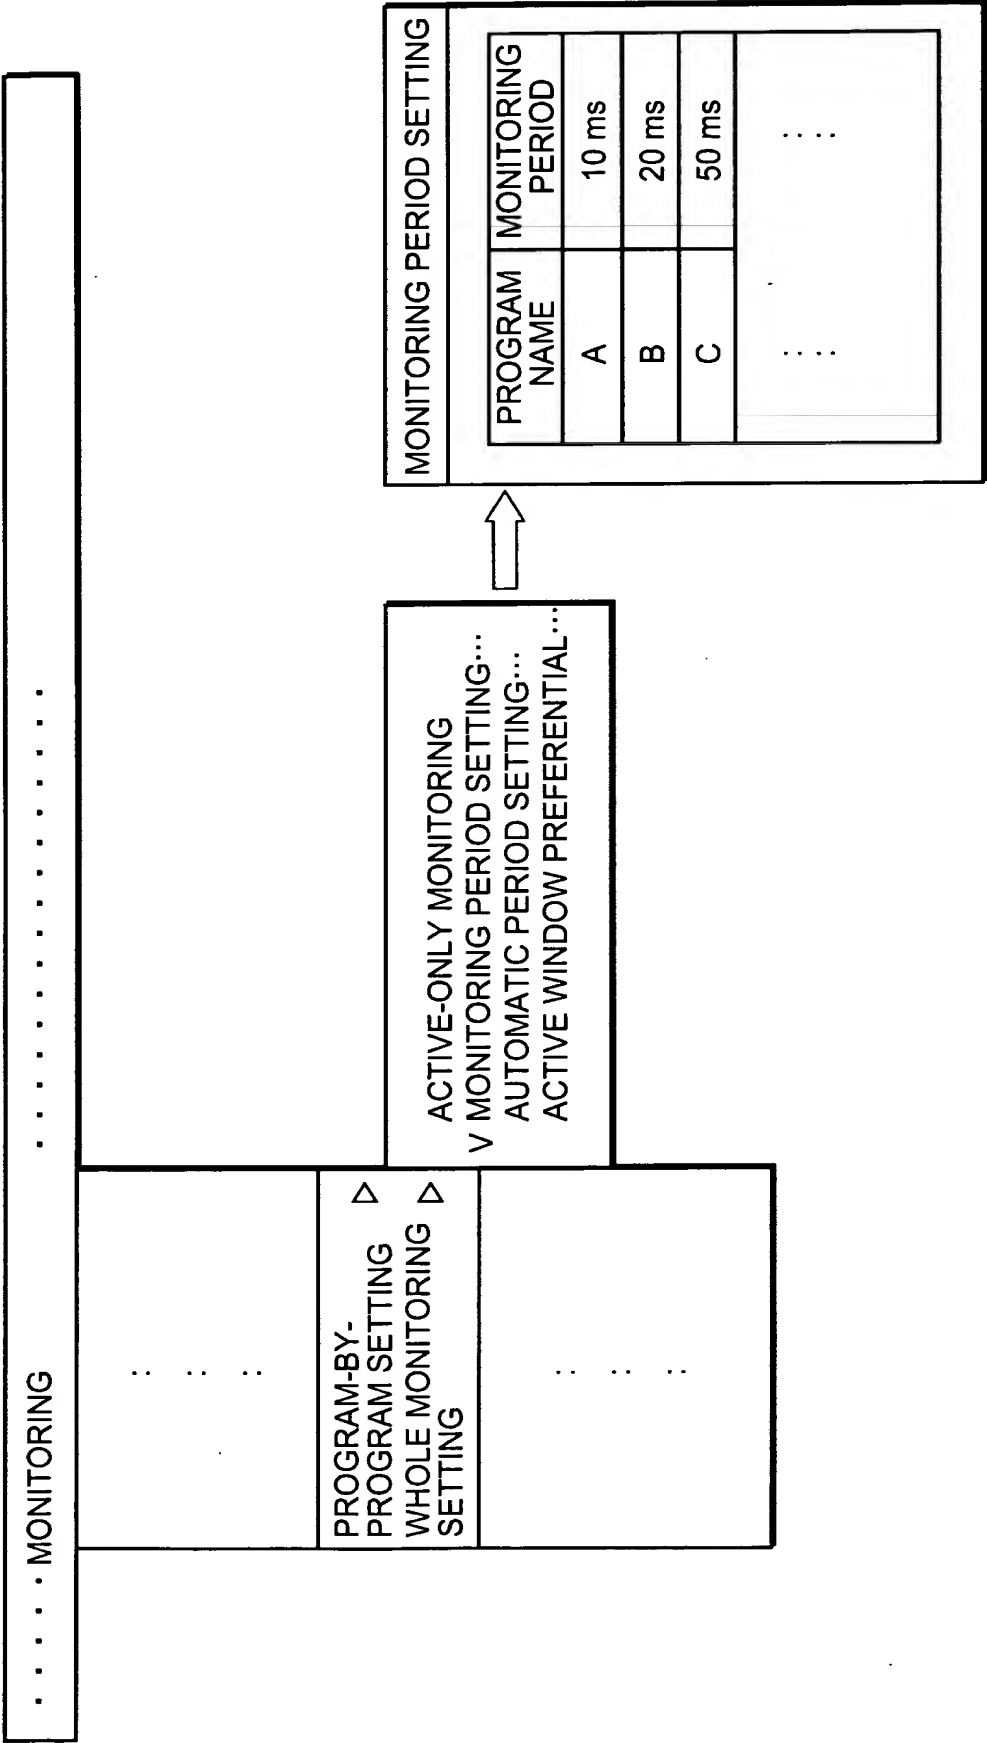 · · · · · MONITORING · · · · · · · · · · · · · · · ·
: : :
PROGRAM-BY-
PROGRAM SETTING ▷
WHOLE MONITORING ▷
SETTING
: : :
ACTIVE-ONLY MONITORING
V MONITORING PERIOD SETTING···
AUTOMATIC PERIOD SETTING···
ACTIVE WINDOW PREFERENTIAL···
MONITORING PERIOD SETTING
PROGRAM NAME MONITORING PERIOD
A 10 ms
B 20 ms
C 50 ms
: : : :